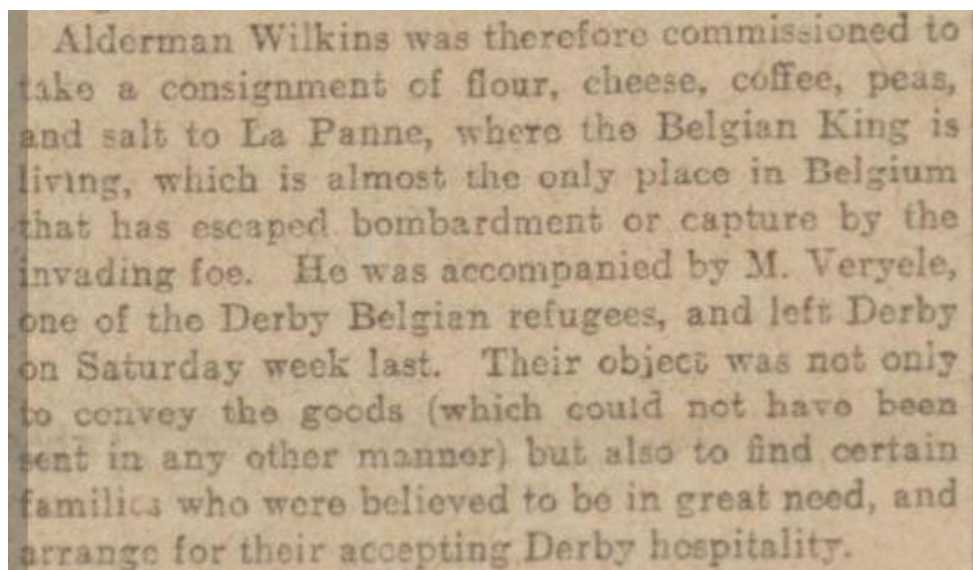 Alderman Wilkins was therefore commissioned to
take a consignment of flour, cheese, coffee, peas,
and salt to La Panne, where the Belgian King is
living, which is almost the only place in Belgium
that has escaped bombardment or capture by the
invading foe. He was accompanied by M. Veryele,
one of the Derby Belgian refugees, and left Derby
on Saturday week last. Their object was not only
to convey the goods (which could not have been
sent in any other manner) but also to find certain
families who were believed to be in great need, and
arrange for their accepting Derby hospitality.